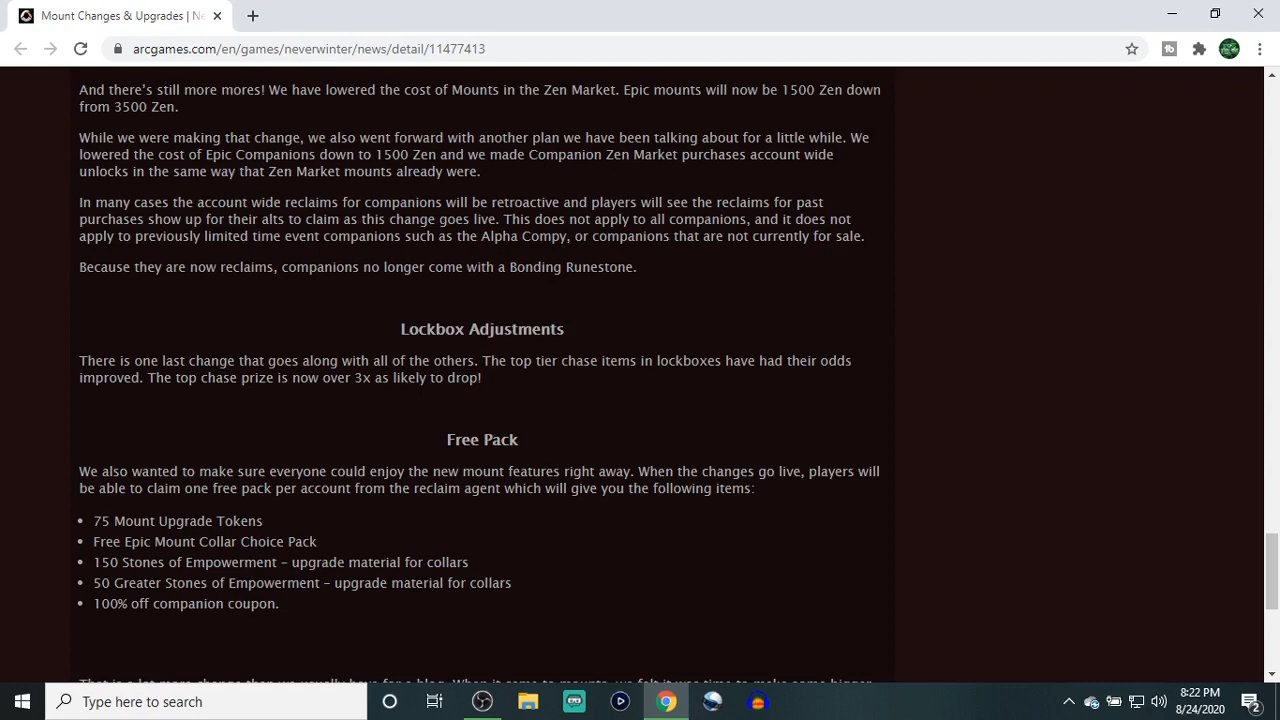 Mount Changes & Upgrades | Ne
arcgames.com/en/games/neverwinter/news/detail/11477413
And there's still more mores! We have lowered the cost of Mounts in the Zen Market. Epic mounts will now be 1500 Zen down
from 3500 Zen.
While we were making that change, we also went forward with another plan we have been talking about for a little while. We
lowered the cost of Epic Companions down to 1500 Zen and we made Companion Zen Market purchases account wide
unlocks in the same way that Zen Market mounts already were.
In many cases the account wide reclaims for companions will be retroactive and players will see the reclaims for past
purchases show up for their alts to claim as this change goes live. This does not apply to all companions, and it does not
apply to previously limited time event companions such as the Alpha Compy, or companions that are not currently for sale.
Because they are now reclaims, companions no longer come with a Bonding Runestone.
Lockbox Adjustments
There is one last change that goes along with all of the others. The top tier chase items in lockboxes have had their odds
improved. The top chase prize is now over 3x as likely to drop!
Free Pack
We also wanted to make sure everyone could enjoy the new mount features right away. When the changes go live, players will
be able to claim one free pack per account from the reclaim agent which will give you the following items:
• 75 Mount Upgrade Tokens
• Free Epic Mount Collar Choice Pack
• 150 Stones of Empowerment – upgrade material for collars
• 50 Greater Stones of Empowerment – upgrade material for collars
• 100% off companion coupon.
Type here to search
8:22 PM
8/24/2020
2